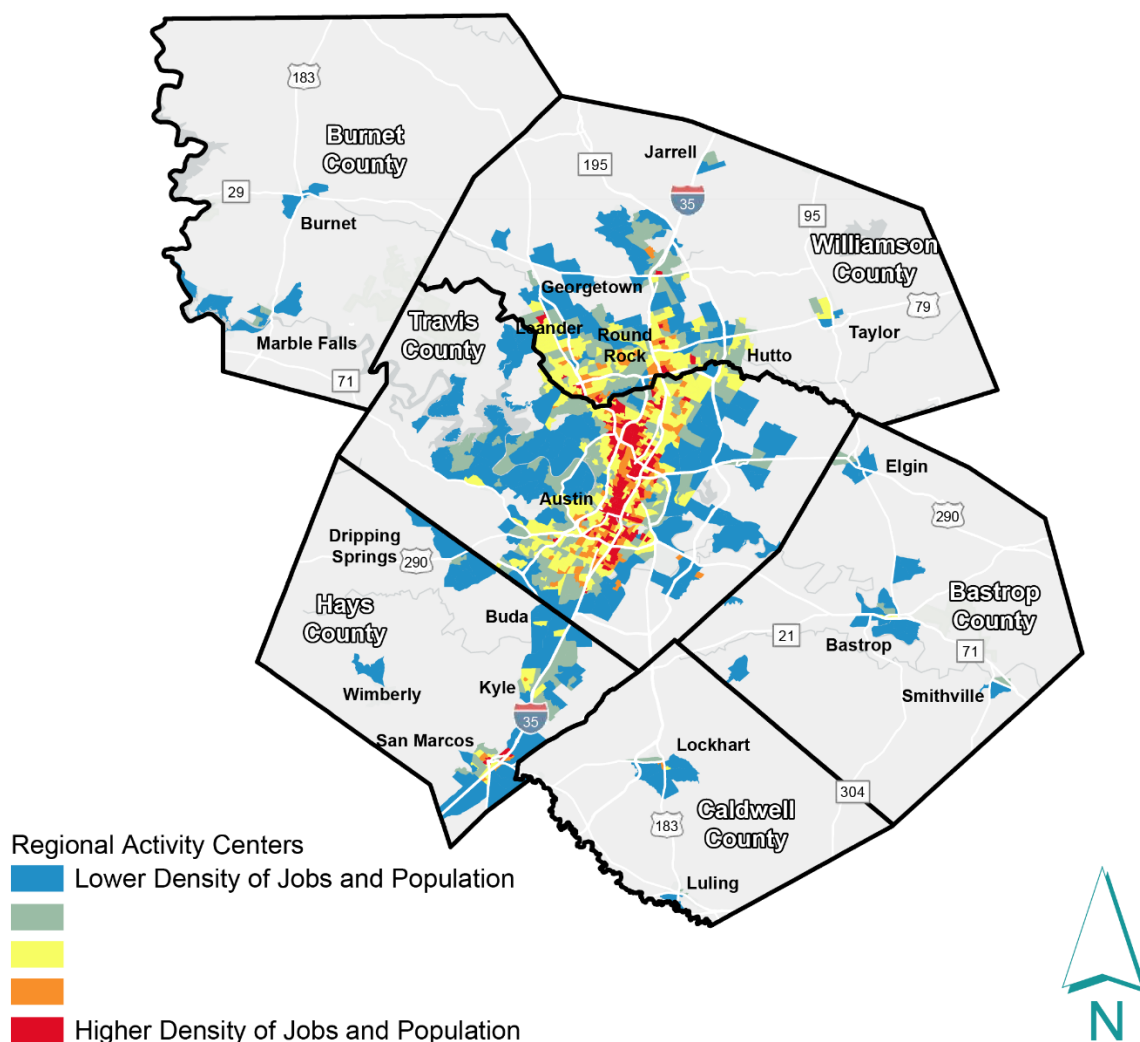 183
Burnet
County
Jarrell
195
35
29
95
Burnet
Williamson
County
Georgetown
79
Travis
County
Leander
Round
Rock
Taylor
Marble Falls
Hutto
71
Elgin
Austin
290
Dripping
Springs
290
Bastrop
County
Hays
County
Buda
21
Bastrop
71
Wimberly
Kyle
Smithville
35
San Marcos
Lockhart
304
Caldwell
County
183
Luling
Regional Activity Centers
Lower Density of Jobs and Population
Higher Density of Jobs and Population
N